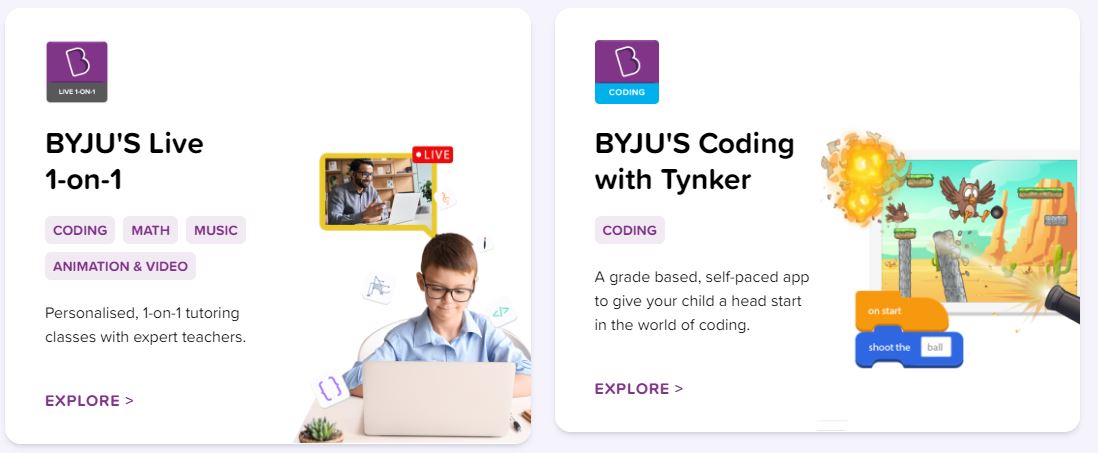 B
LIVE 1-ON-1
BYJU'S Live
1-on-1
CODING
MATH
MUSIC
ANIMATION & VIDEO
Personalised, 1-on-1 tutoring
classes with expert teachers.
EXPLORE >
LIVE
</>
{}
B
CODING
BYJU'S Coding
with Tynker
CODING
A grade based, self-paced app
to give your child a head start
in the world of coding.
EXPLORE >
on start
shoot the ball